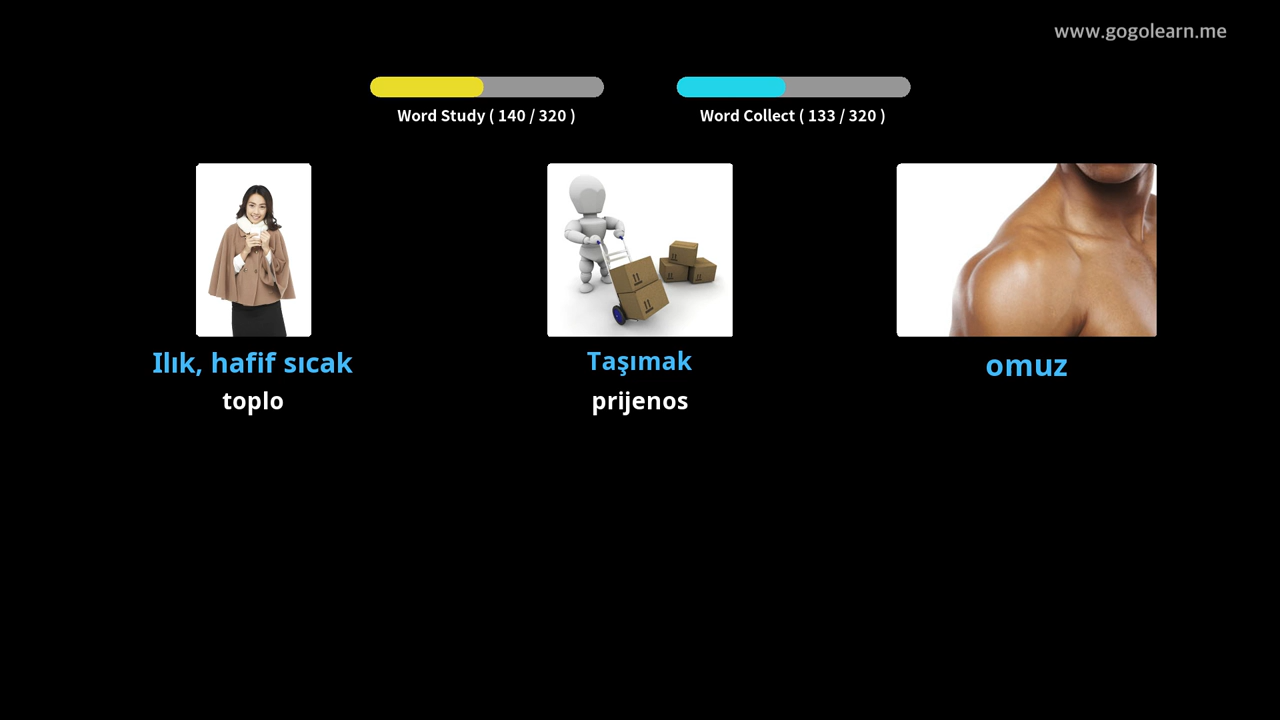 www.gogolearn.me
Word Study ( 140 / 320 )
Word Collect ( 133 / 320 )
Ilık, hafif sıcak
toplo
Taşımak
prijenos
omuz